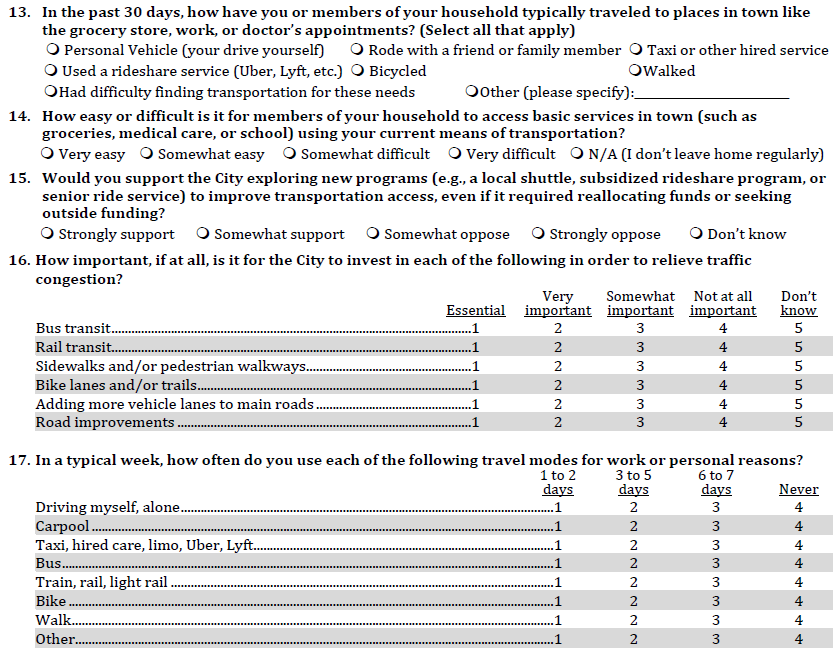 13. In the past 30 days, how have you or members of your household typically traveled to places in town like
the grocery store, work, or doctor's appointments? (Select all that apply)
O Personal Vehicle (your drive yourself) O Rode with a friend or family member O Taxi or other hired service
O Used a rideshare service (Uber, Lyft, etc.) O Bicycled OWalked
OHad difficulty finding transportation for these needs OOther (please specify):______________________
14. How easy or difficult is it for members of your household to access basic services in town (such as
groceries, medical care, or school) using your current means of transportation?
O Very easy O Somewhat easy O Somewhat difficult O Very difficult O N/A (I don't leave home regularly)
15. Would you support the City exploring new programs (e.g., a local shuttle, subsidized rideshare program, or
senior ride service) to improve transportation access, even if it required reallocating funds or seeking
outside funding?
O Strongly support O Somewhat support O Somewhat oppose O Strongly oppose O Don't know
16. How important, if at all, is it for the City to invest in each of the following in order to relieve traffic
congestion?
Very Somewhat Not at all Don't
Essential important important important know
Bus transit........1 2 3 4 5
Rail transit........1 2 3 4 5
Sidewalks and/or pedestrian walkways........1 2 3 4 5
Bike lanes and/or trails........1 2 3 4 5
Adding more vehicle lanes to main roads........1 2 3 4 5
Road improvements........1 2 3 4 5
17. In a typical week, how often do you use each of the following travel modes for work or personal reasons?
1 to 2 3 to 5 6 to 7
days days days Never
Driving myself, alone........1 2 3 4
Carpool........1 2 3 4
Taxi, hired care, limo, Uber, Lyft........1 2 3 4
Bus........1 2 3 4
Train, rail, light rail........1 2 3 4
Bike........1 2 3 4
Walk........1 2 3 4
Other........1 2 3 4